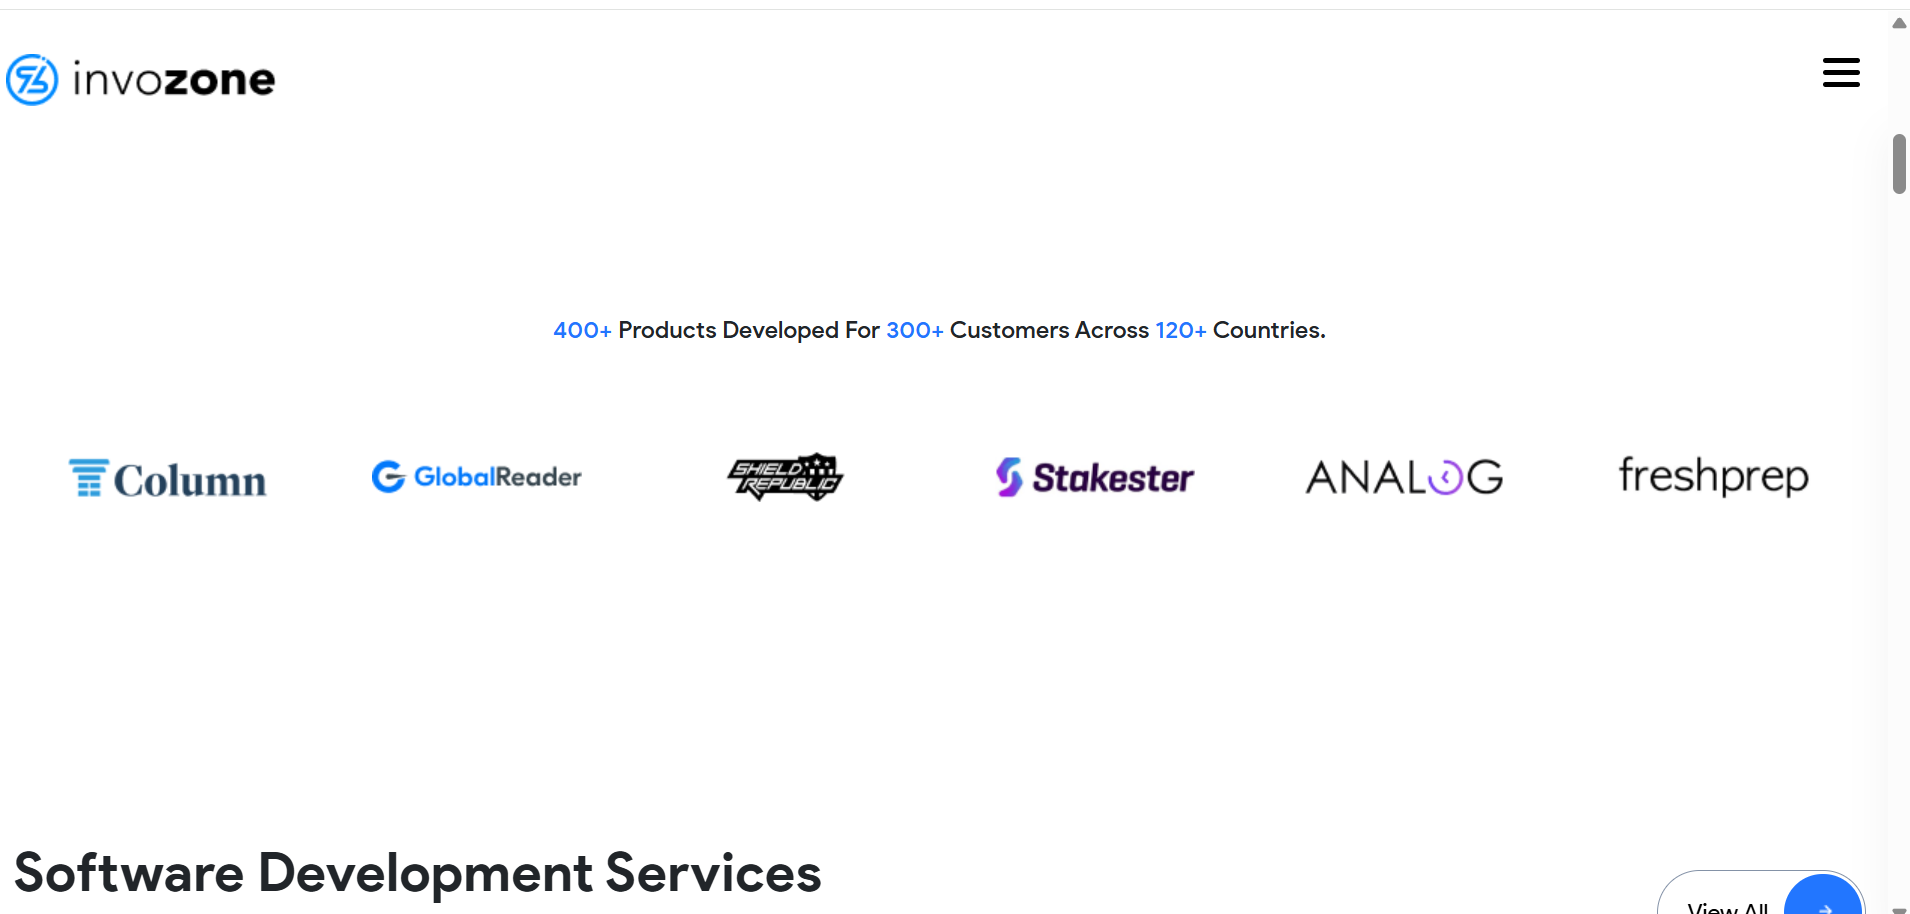 invozone
400+ Products Developed For 300+ Customers Across 120+ Countries.
Column
GlobalReader
SHIELD REPUBLIC
Stakester
ANALOG
freshprep
Software Development Services
View All